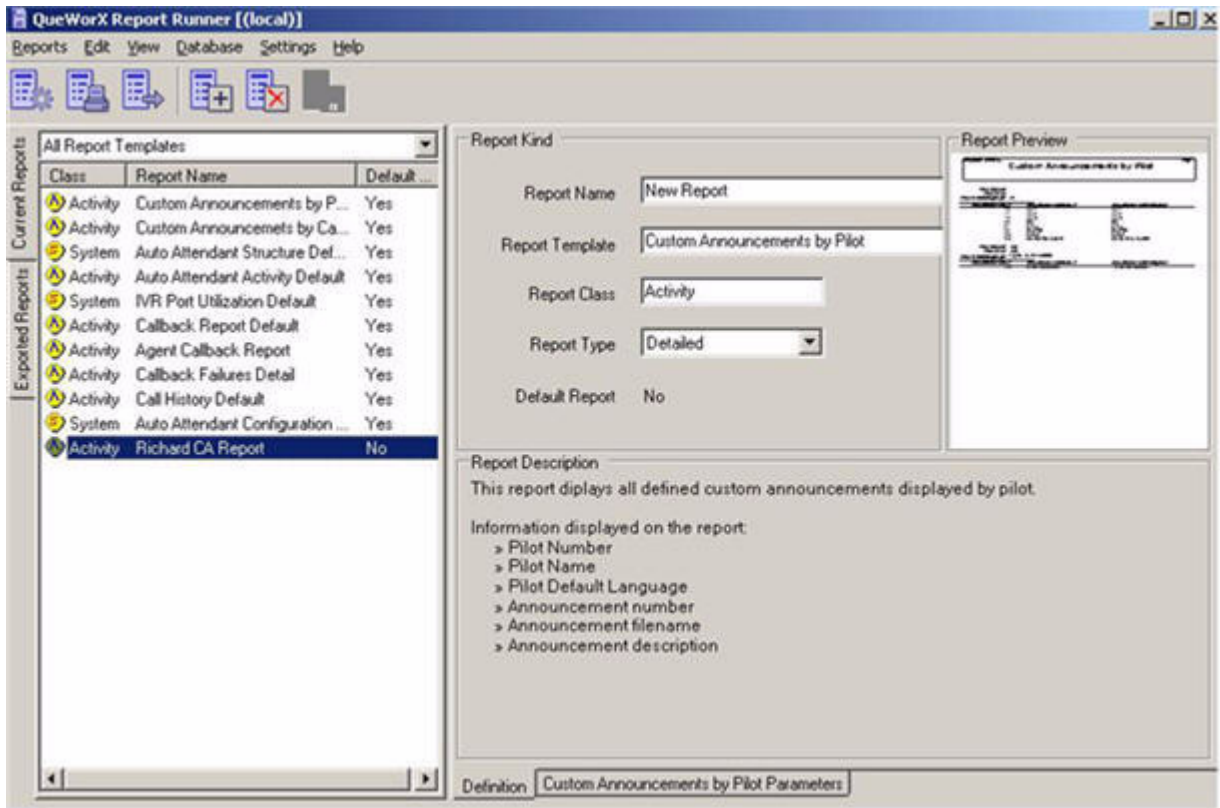 QueWorX Report Runner [(local)]
Reports Edit View Database Settings Help
Current Reports
Exported Reports
All Report Templates
Class Report Name Default ...
Activity Custom Announcements by P... Yes
Activity Custom Announcemets by Ca... Yes
System Auto Attendant Structure Def... Yes
Activity Auto Attendant Activity Default Yes
System IVR Port Utilization Default Yes
Activity Callback Report Default Yes
Activity Agent Callback Report Yes
Activity Callback Failures Detail Yes
Activity Call History Default Yes
System Auto Attendant Configuration ... Yes
Activity Richard CA Report No
Report Kind
Report Name New Report
Report Template Custom Announcements by Pilot
Report Class Activity
Report Type Detailed
Default Report No
Report Preview
Custom Announcements by Pilot
Report Description
This report diplays all defined custom announcements displayed by pilot.
Information displayed on the report:
» Pilot Number
» Pilot Name
» Pilot Default Language
» Announcement number
» Announcement filename
» Announcement description
Definition Custom Announcements by Pilot Parameters